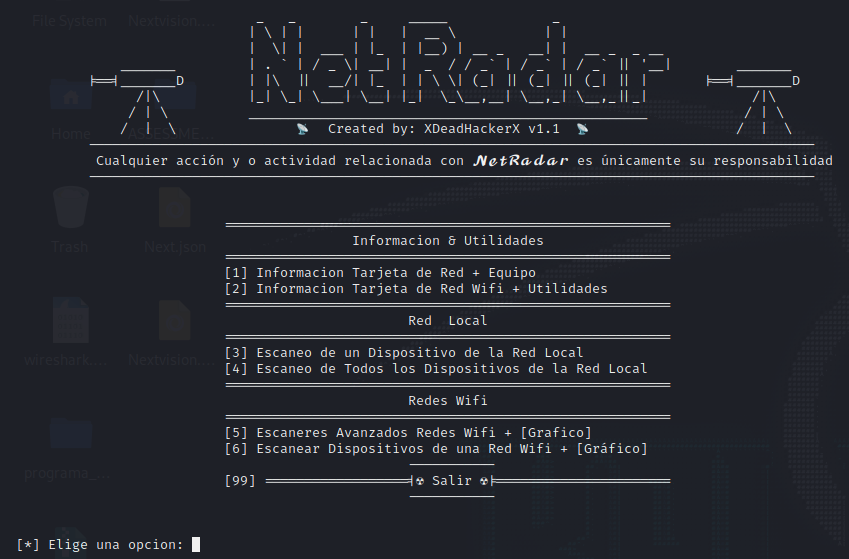 NetRadar
Created by: XDeadHackerX v1.1
Cualquier acción y o actividad relacionada con NetRadar es únicamente su responsabilidad
Informacion & Utilidades
[1] Informacion Tarjeta de Red + Equipo
[2] Informacion Tarjeta de Red Wifi + Utilidades
Red Local
[3] Escaneo de un Dispositivo de la Red Local
[4] Escaneo de Todos los Dispositivos de la Red Local
Redes Wifi
[5] Escaneres Avanzados Redes Wifi + [Grafico]
[6] Escanear Dispositivos de una Red Wifi + [Gráfico]
[99] Salir
[*] Elige una opcion:
File System
Nextvision....
Home
Trash
Next.json
wireshark....
Nextvision....
programa_...